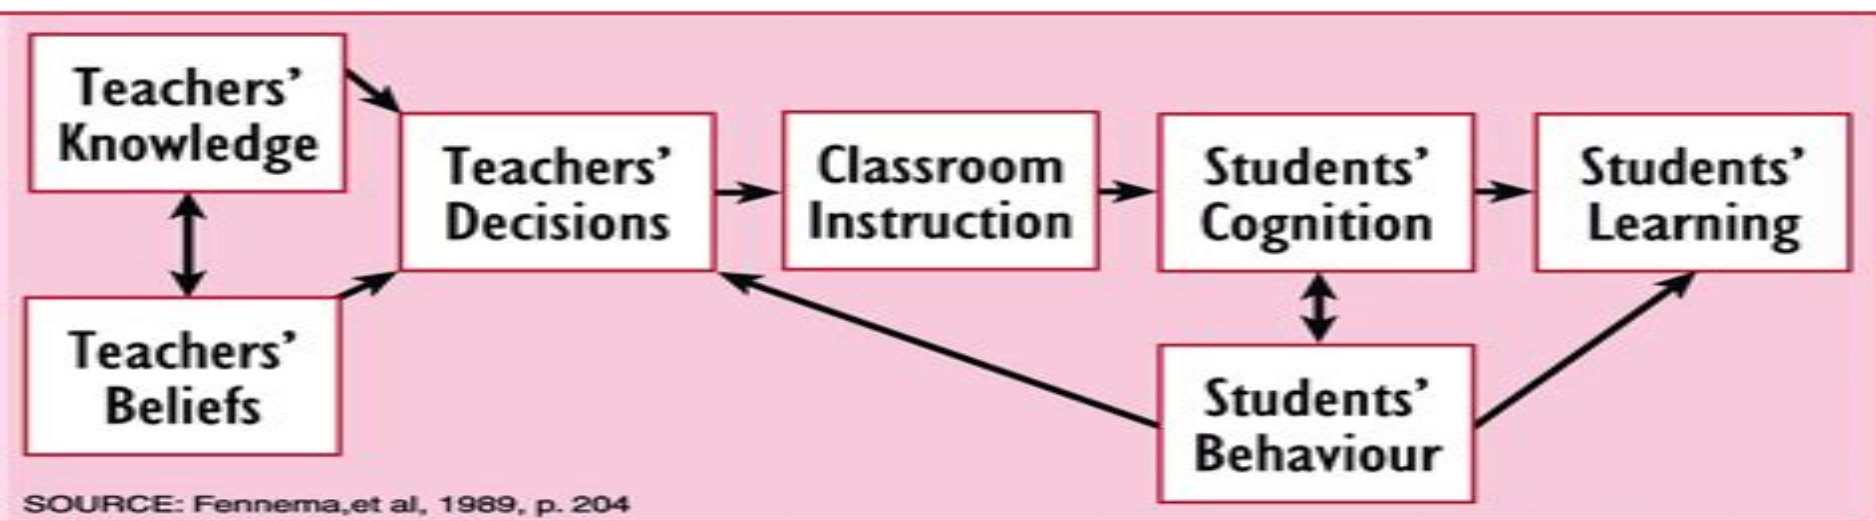 Teachers’
Knowledge
Teachers’
Decisions
Classroom
Instruction
Students’
Cognition
Students’
Learning
Teachers’
Beliefs
Students’
Behaviour
SOURCE: Fennema,et al, 1989, p. 204